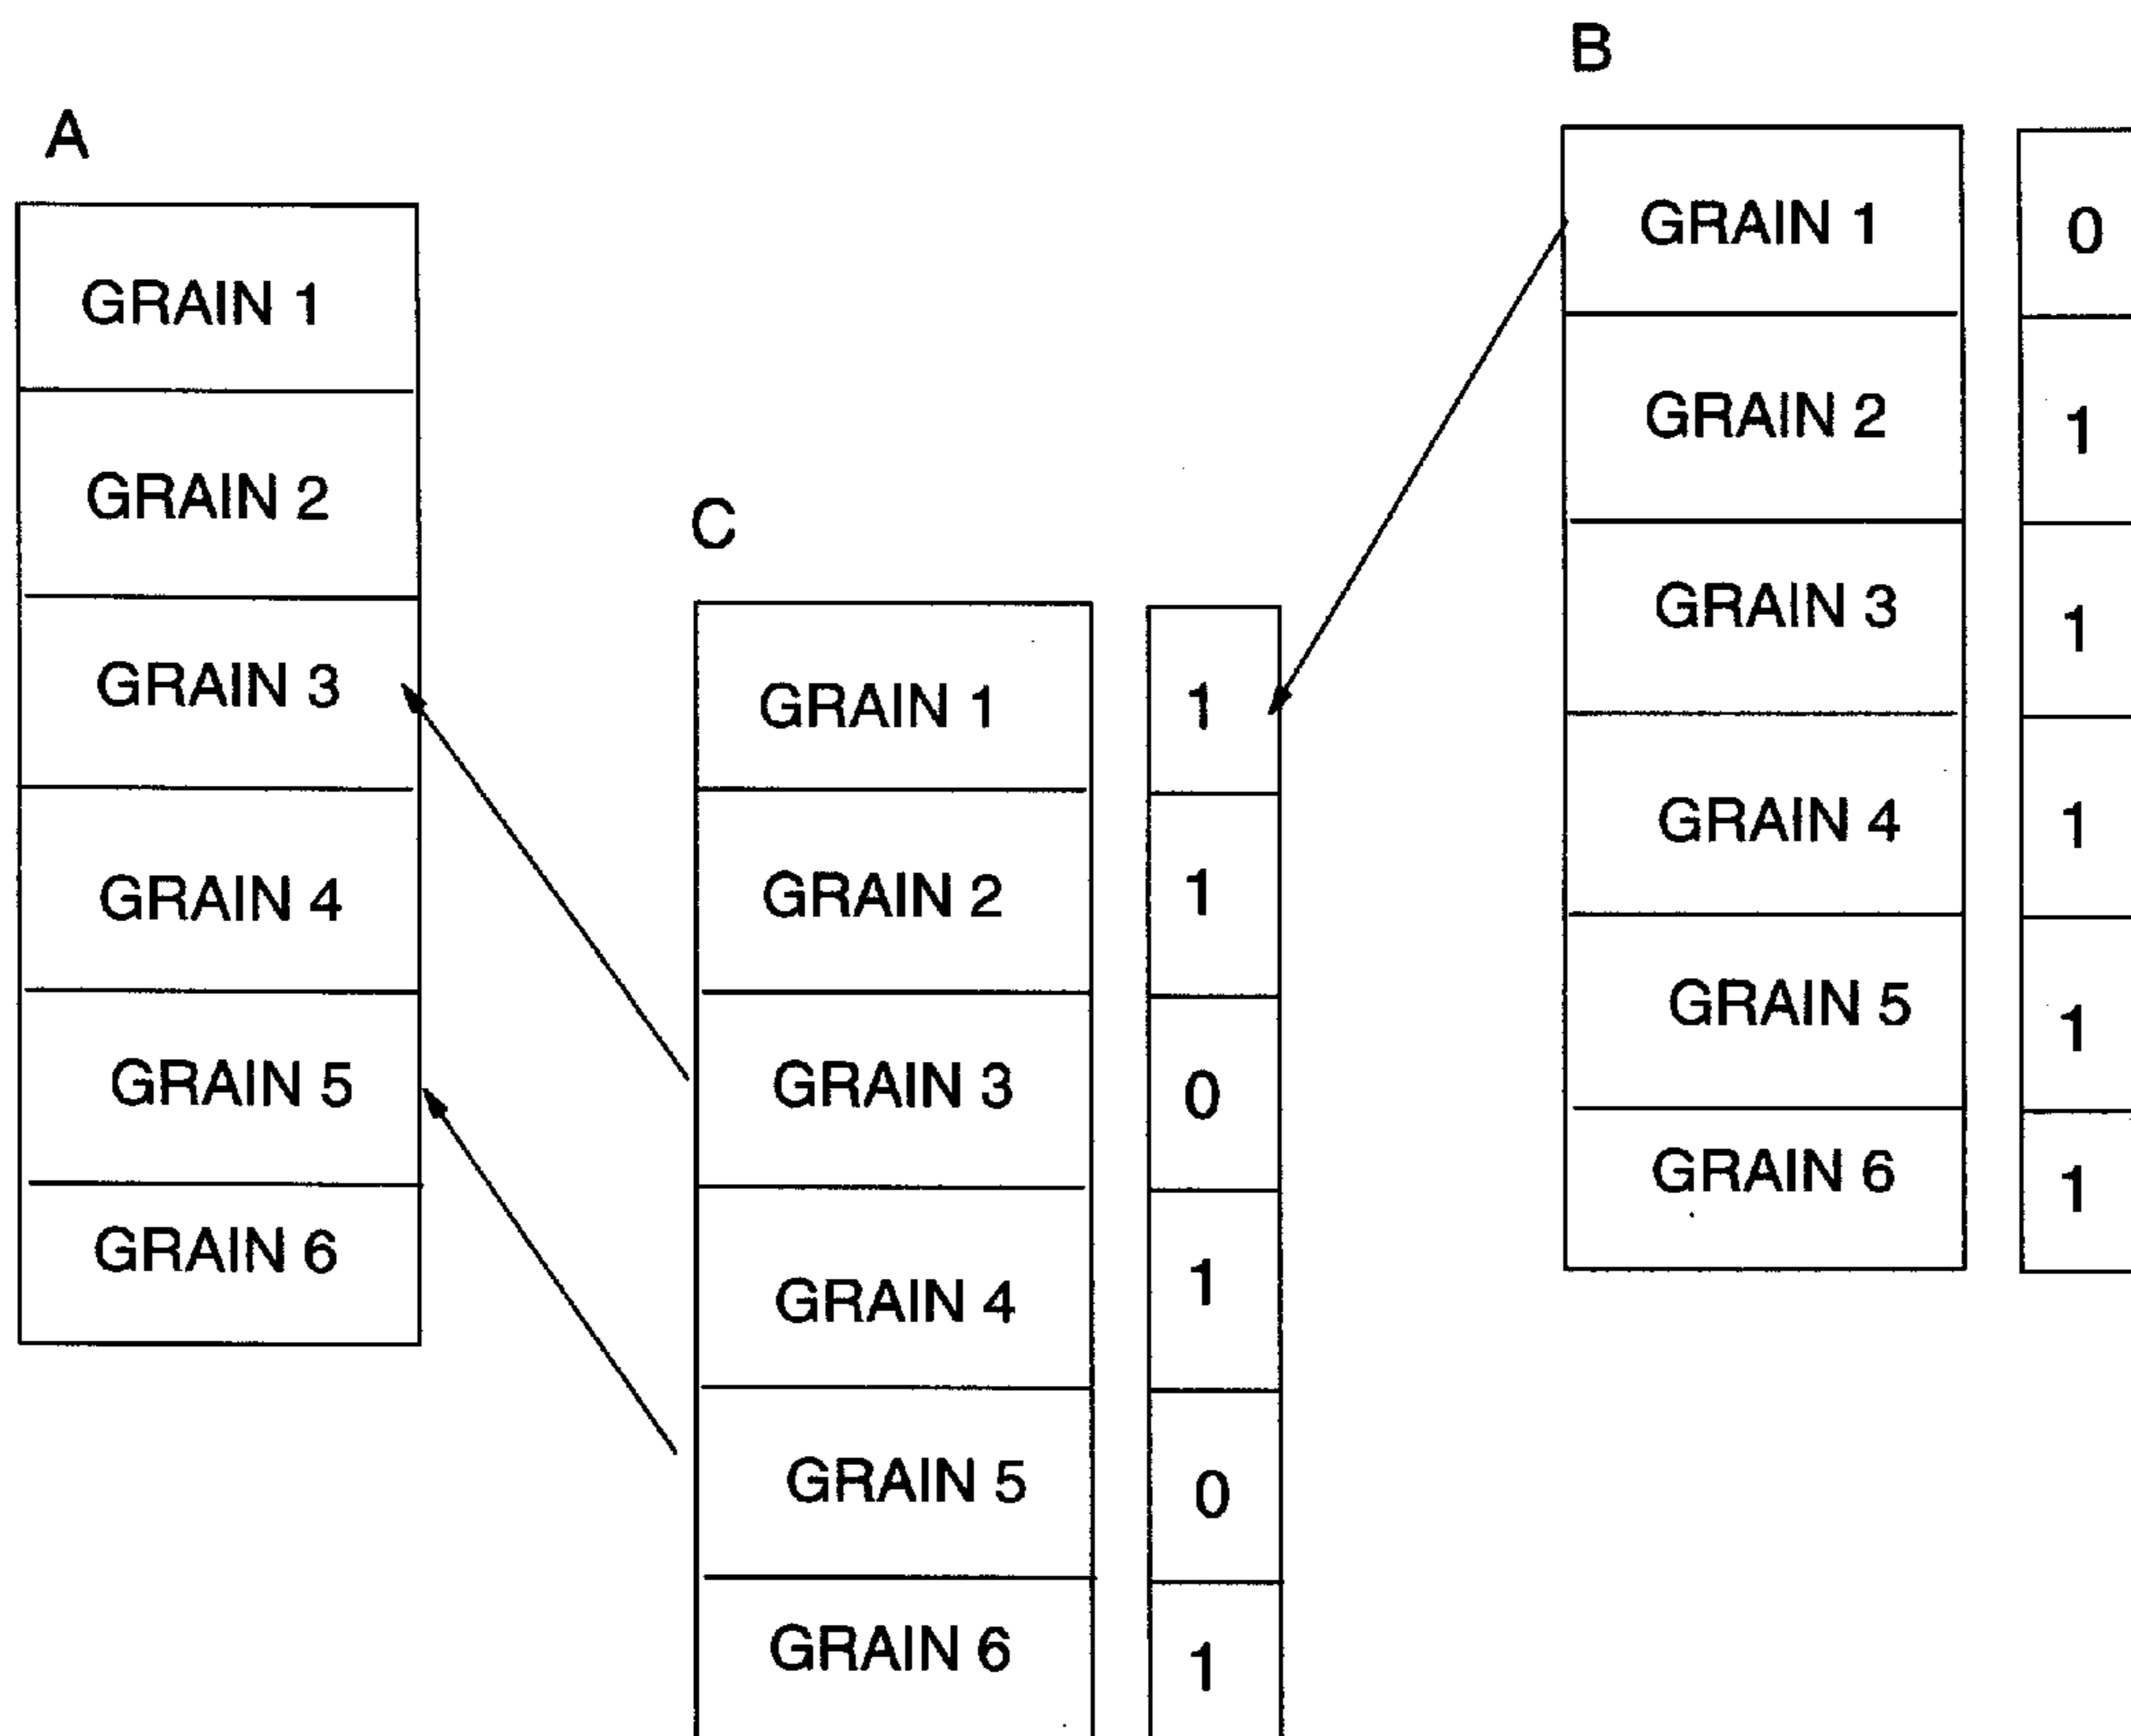 A
GRAIN 1
GRAIN 2
GRAIN 3
GRAIN 4
GRAIN 5
GRAIN 6
C
GRAIN 1 1
GRAIN 2 1
GRAIN 3 0
GRAIN 4 1
GRAIN 5 0
GRAIN 6 1
B
GRAIN 1 0
GRAIN 2 1
GRAIN 3 1
GRAIN 4 1
GRAIN 5 1
GRAIN 6 1